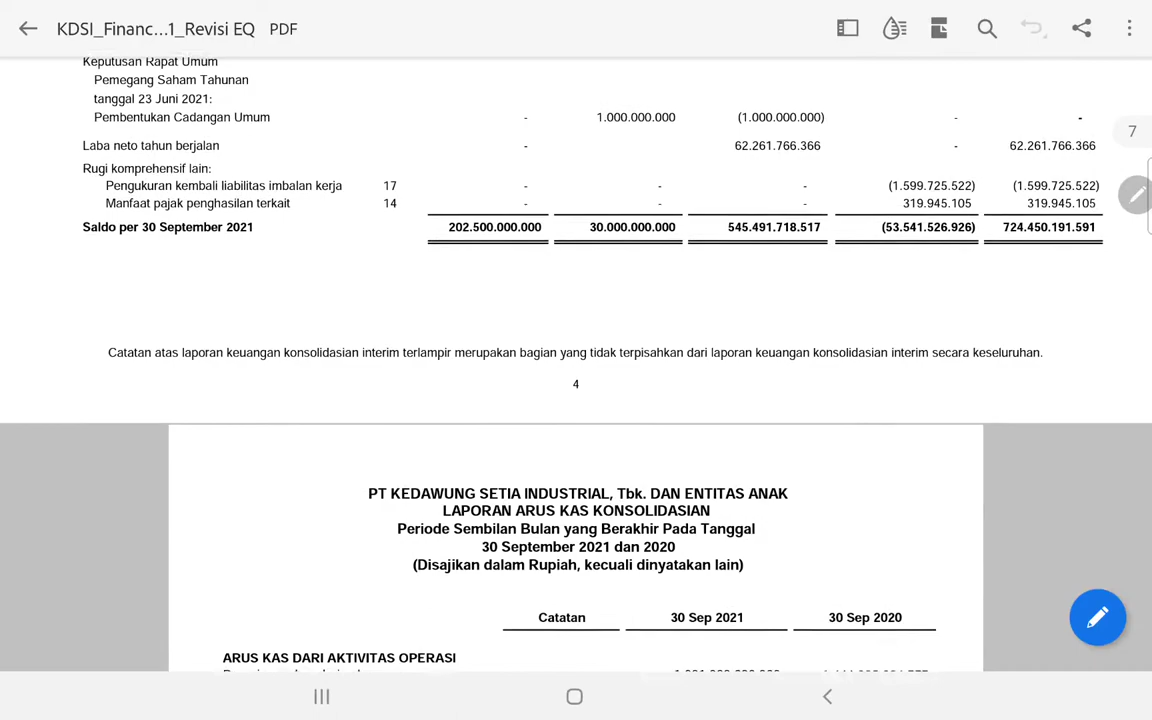 KDSI_Financ...1_Revisi EQ PDF
Keputusan Rapat Umum
Pemegang Saham Tahunan
tanggal 23 Juni 2021:
Pembentukan Cadangan Umum - 1.000.000.000 (1.000.000.000) - -
7
Laba neto tahun berjalan - 62.261.766.366 - 62.261.766.366
Rugi komprehensif lain:
Pengukuran kembali liabilitas imbalan kerja 17 - - - (1.599.725.522) (1.599.725.522)
Manfaat pajak penghasilan terkait 14 - - - 319.945.105 319.945.105
Saldo per 30 September 2021 202.500.000.000 30.000.000.000 545.491.718.517 (53.541.526.926) 724.450.191.591
Catatan atas laporan keuangan konsolidasian interim terlampir merupakan bagian yang tidak terpisahkan dari laporan keuangan konsolidasian interim secara keseluruhan.
4
PT KEDAWUNG SETIA INDUSTRIAL, Tbk. DAN ENTITAS ANAK
LAPORAN ARUS KAS KONSOLIDASIAN
Periode Sembilan Bulan yang Berakhir Pada Tanggal
30 September 2021 dan 2020
(Disajikan dalam Rupiah, kecuali dinyatakan lain)
Catatan 30 Sep 2021 30 Sep 2020
ARUS KAS DARI AKTIVITAS OPERASI